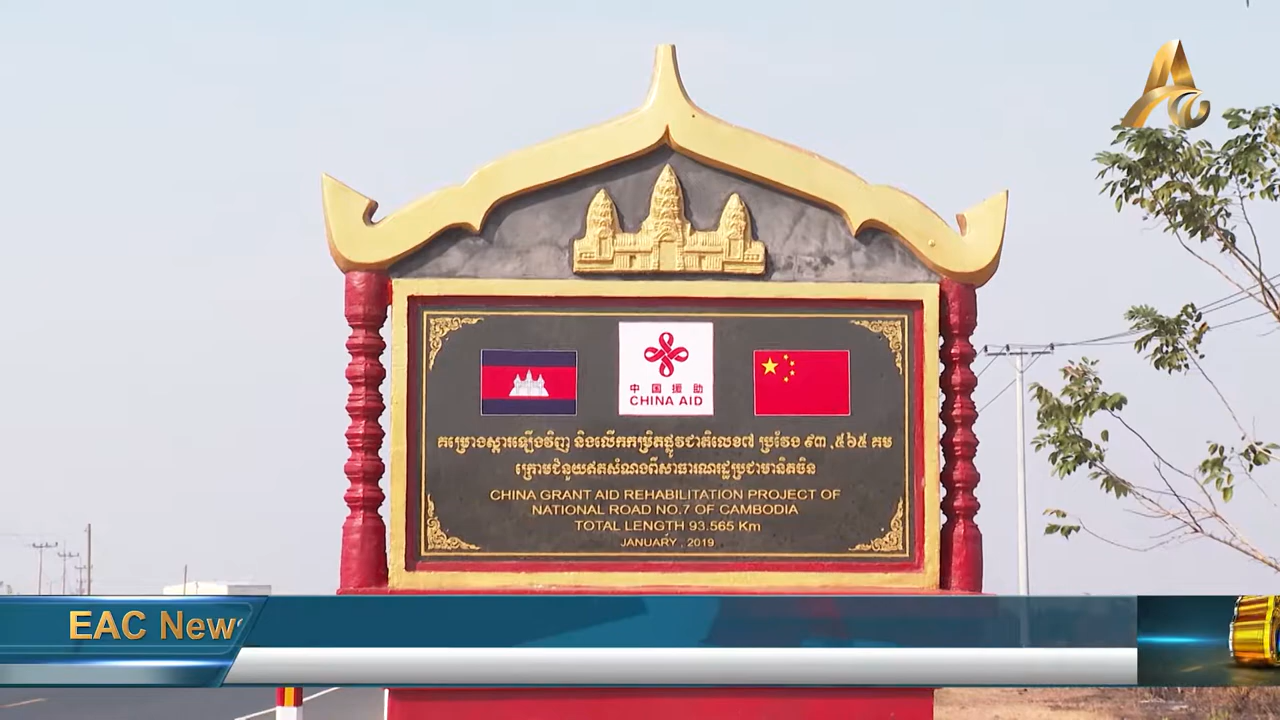 中国援助
CHINA AID
គម្រោងស្តារឡើងវិញ និងលើកកម្រិតផ្លូវជាតិលេខ៧ ប្រវែង ៩៣,៥៦៥ គម
ក្រោមជំនួយឥតសំណងពីសាធារណរដ្ឋប្រជាមានិតចិន
CHINA GRANT AID REHABILITATION PROJECT OF
NATIONAL ROAD NO.7 OF CAMBODIA
TOTAL LENGTH 93.565 Km
JANUARY , 2019
EAC News